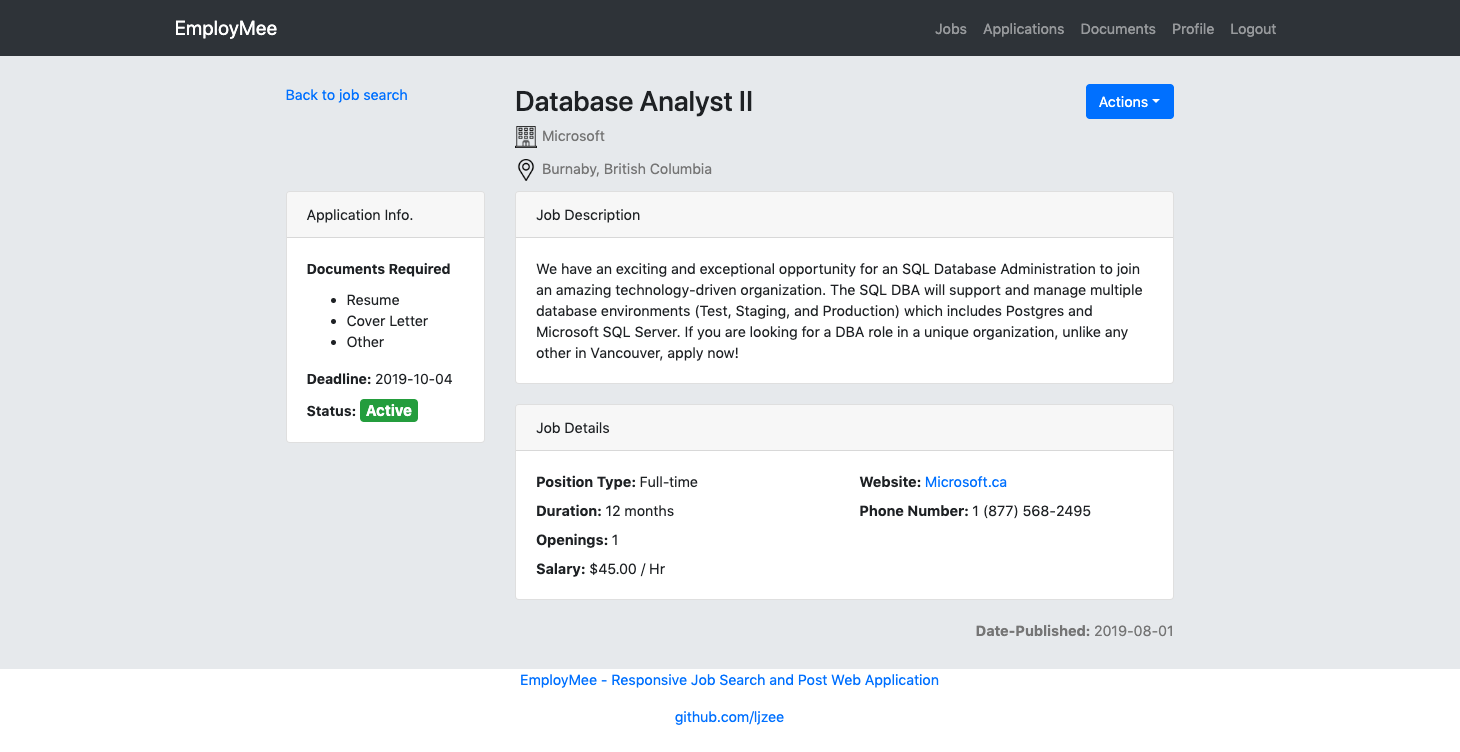 EmployMee
Jobs Applications Documents Profile Logout
Back to job search
Database Analyst II
Actions
Microsoft
Burnaby, British Columbia
Application Info.
Documents Required
Resume
Cover Letter
Other
Deadline: 2019-10-04
Status: Active
Job Description
We have an exciting and exceptional opportunity for an SQL Database Administration to join
an amazing technology-driven organization. The SQL DBA will support and manage multiple
database environments (Test, Staging, and Production) which includes Postgres and
Microsoft SQL Server. If you are looking for a DBA role in a unique organization, unlike any
other in Vancouver, apply now!
Job Details
Position Type: Full-time
Duration: 12 months
Openings: 1
Salary: $45.00 / Hr
Website: Microsoft.ca
Phone Number: 1 (877) 568-2495
Date-Published: 2019-08-01
EmployMee - Responsive Job Search and Post Web Application
github.com/ljzee